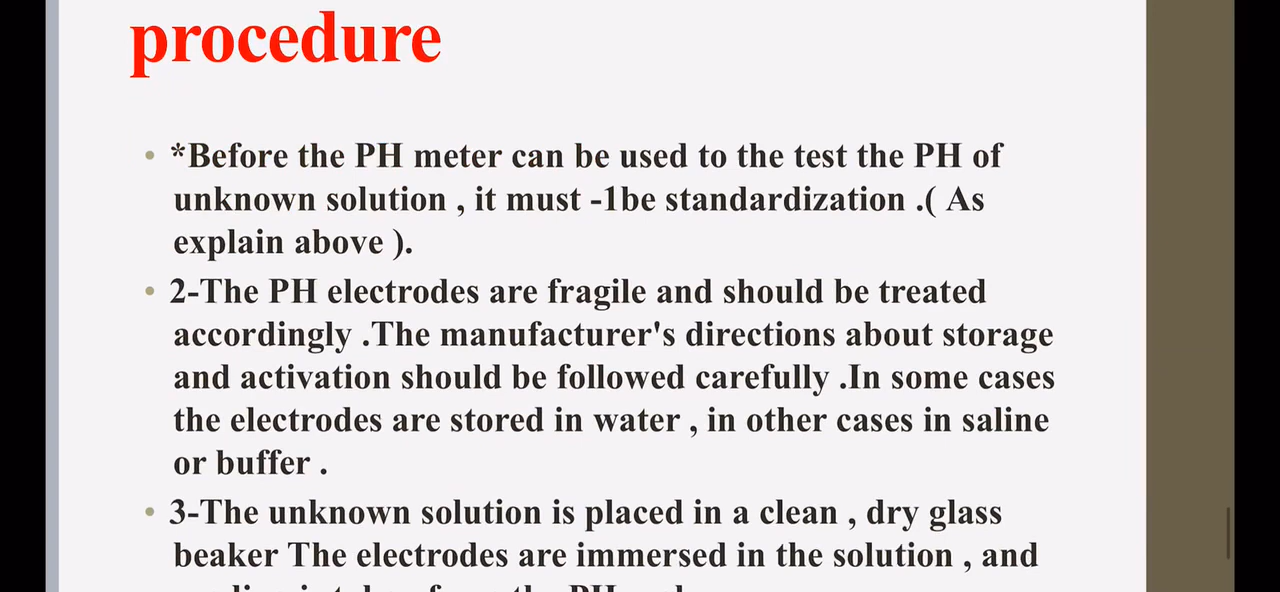 procedure
• *Before the PH meter can be used to the test the PH of
unknown solution , it must -1be standardization .( As
explain above ).
• 2-The PH electrodes are fragile and should be treated
accordingly .The manufacturer's directions about storage
and activation should be followed carefully .In some cases
the electrodes are stored in water , in other cases in saline
or buffer .
• 3-The unknown solution is placed in a clean , dry glass
beaker The electrodes are immersed in the solution , and
the PH